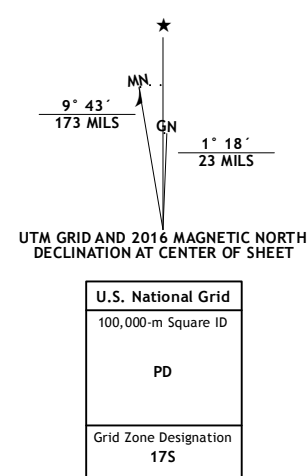 MN
GN
9° 43´
173 MILS
1° 18´
23 MILS
UTM GRID AND 2016 MAGNETIC NORTH
DECLINATION AT CENTER OF SHEET
U.S. National Grid
100,000-m Square ID
PD
Grid Zone Designation
17S